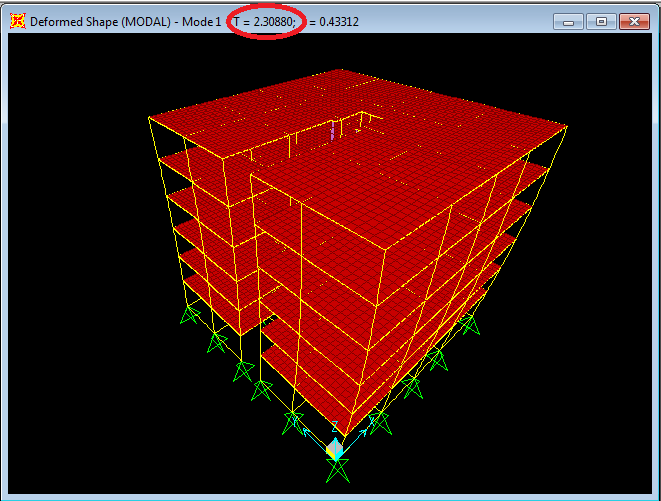 Deformed Shape (MODAL) - Mode 1 T = 2.30880; = 0.43312